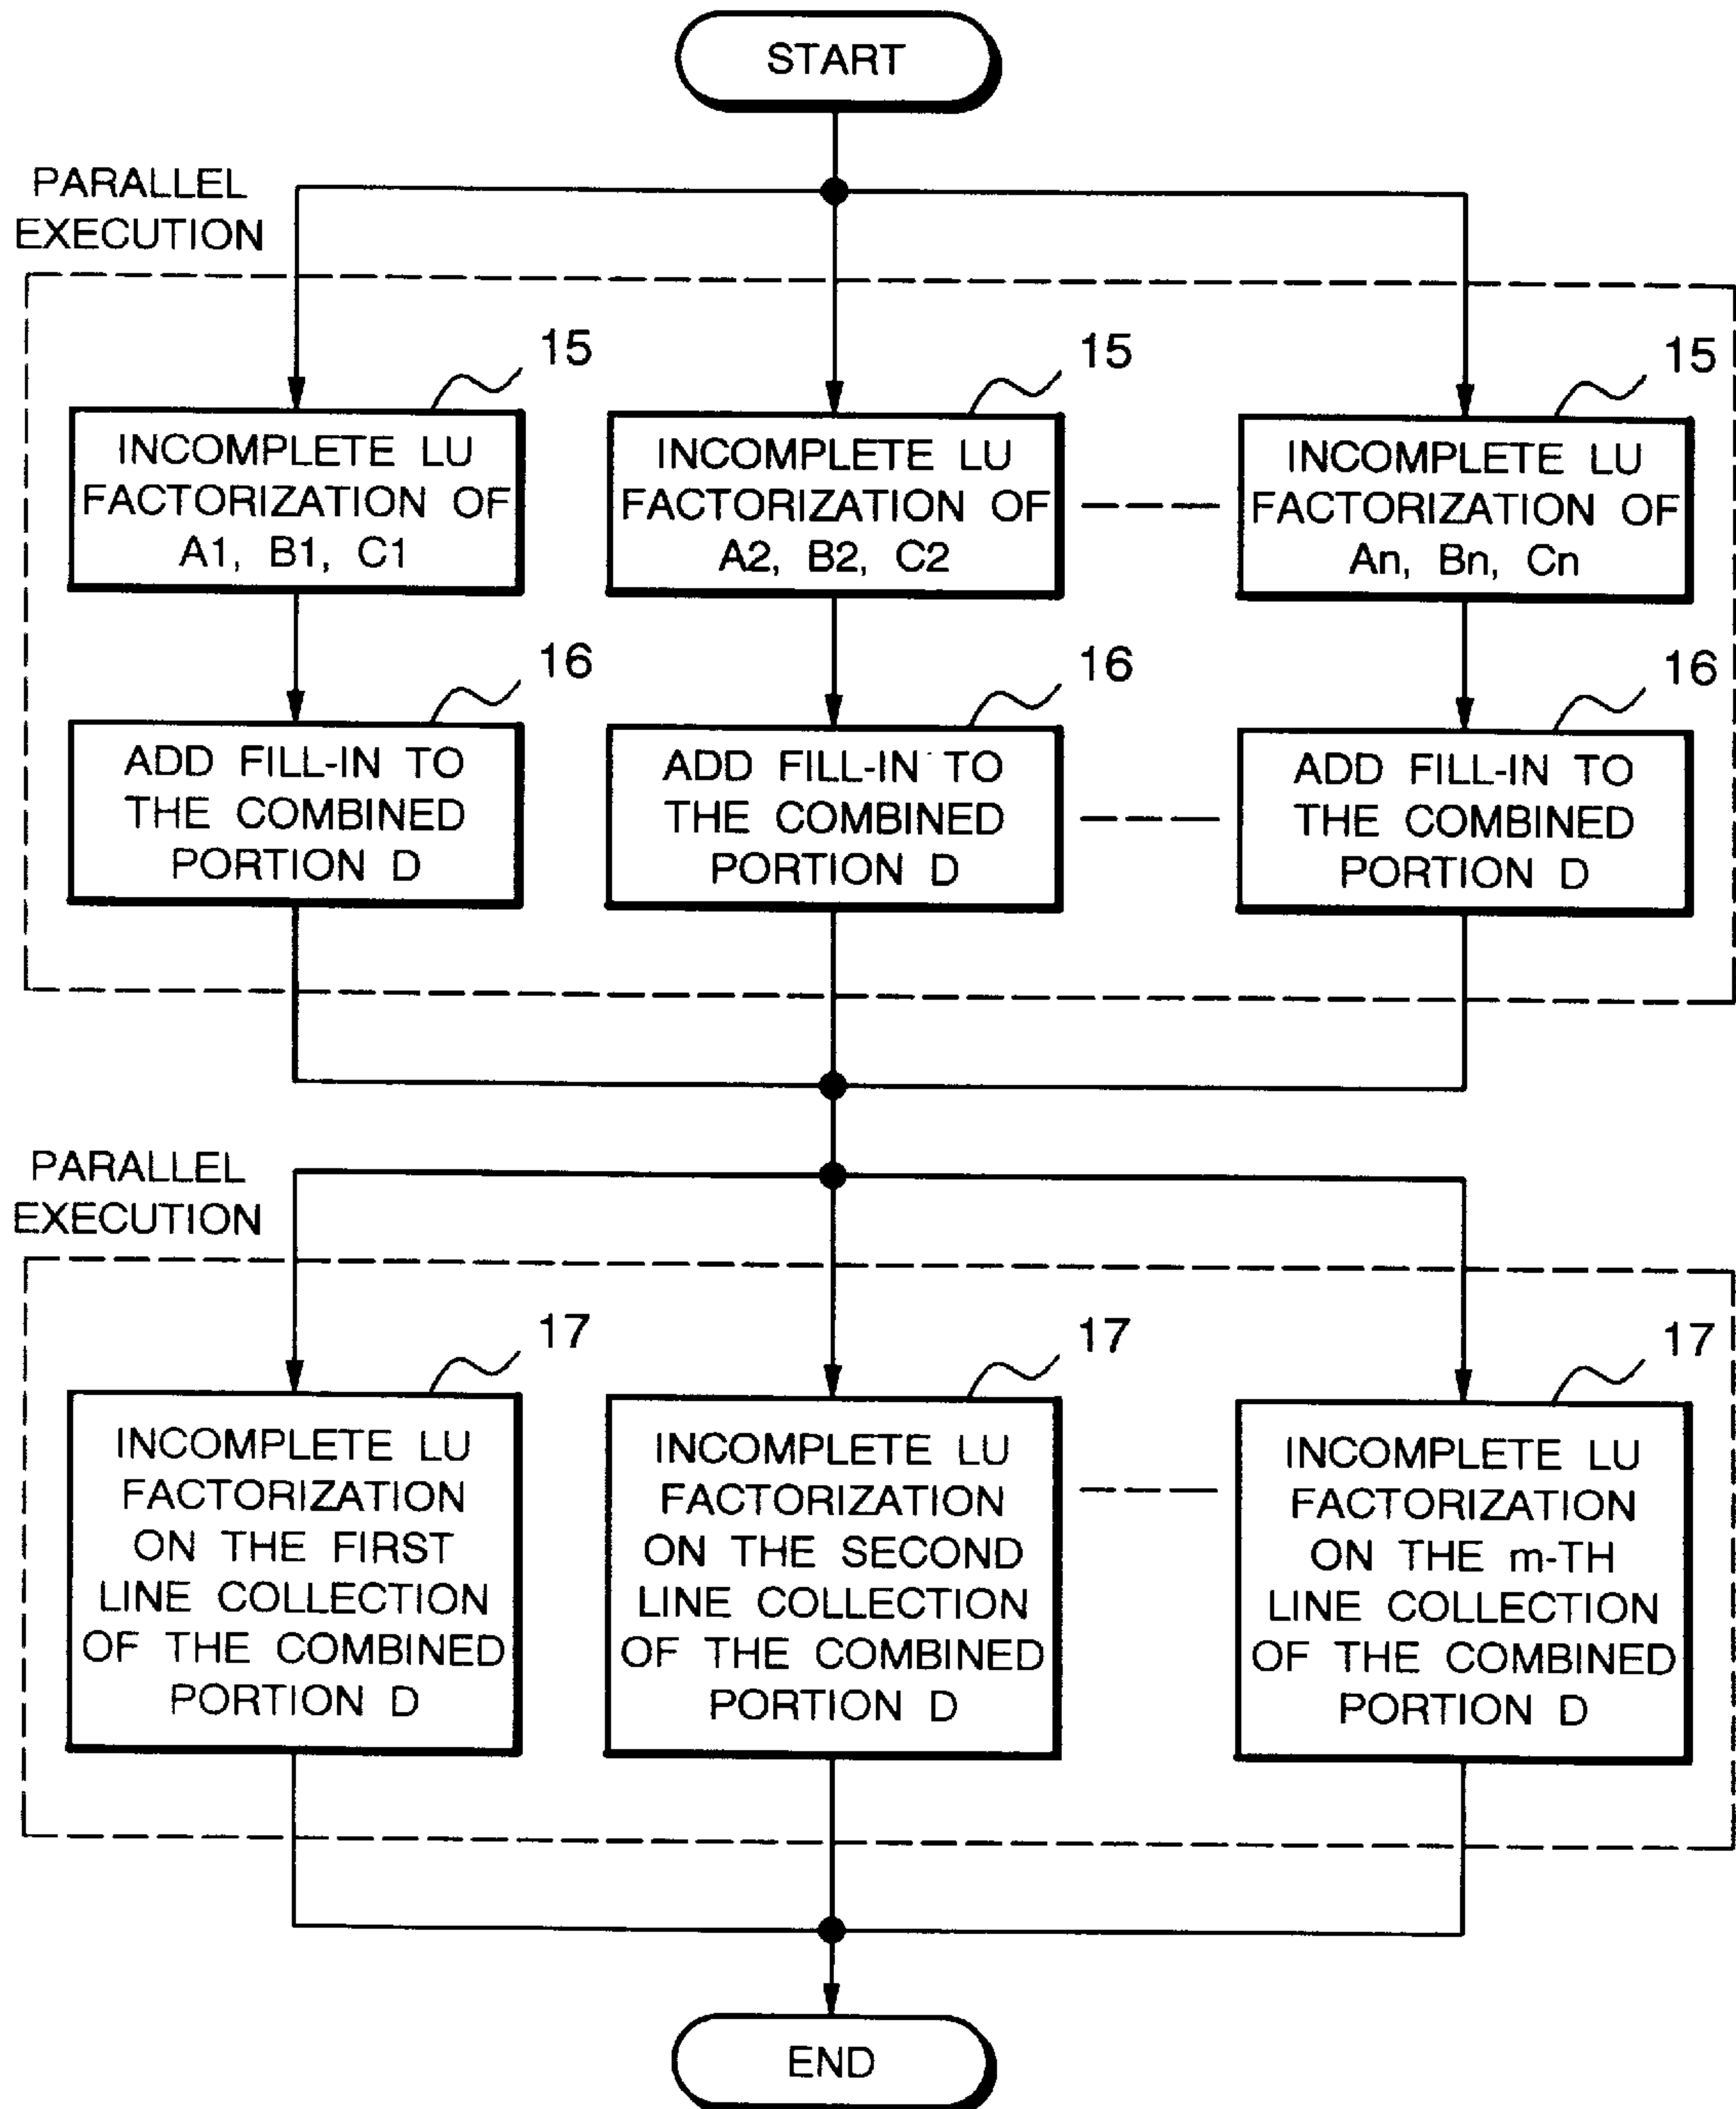 START
PARALLEL
EXECUTION
15
15
15
INCOMPLETE LU
FACTORIZATION OF
A1, B1, C1
INCOMPLETE LU
FACTORIZATION OF
A2, B2, C2
INCOMPLETE LU
FACTORIZATION OF
An, Bn, Cn
16
16
16
ADD FILL-IN TO
THE COMBINED
PORTION D
ADD FILL-IN TO
THE COMBINED
PORTION D
ADD FILL-IN TO
THE COMBINED
PORTION D
PARALLEL
EXECUTION
17
17
17
INCOMPLETE LU
FACTORIZATION
ON THE FIRST
LINE COLLECTION
OF THE COMBINED
PORTION D
INCOMPLETE LU
FACTORIZATION
ON THE SECOND
LINE COLLECTION
OF THE COMBINED
PORTION D
INCOMPLETE LU
FACTORIZATION
ON THE m-TH
LINE COLLECTION
OF THE COMBINED
PORTION D
END